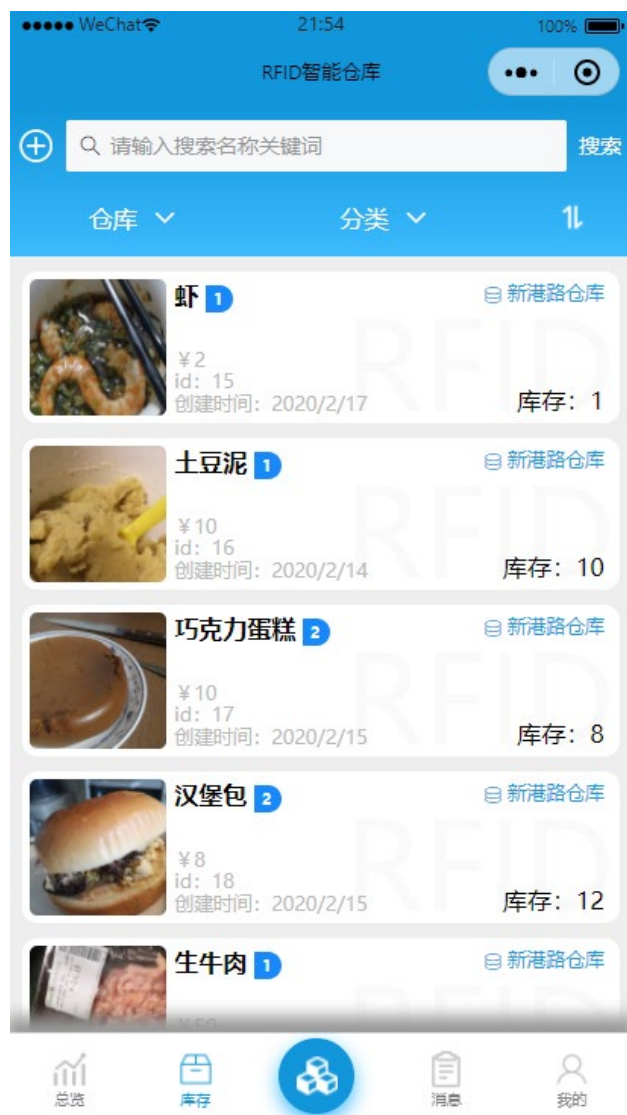 WeChat 21:54 100%
RFID智能仓库
请输入搜索名称关键词 搜索
仓库 分类
虾 1 新港路仓库
RFID
￥2
id：15
创建时间：2020/2/17 库存：1
土豆泥 1 新港路仓库
RFID
￥10
id：16
创建时间：2020/2/14 库存：10
巧克力蛋糕 2 新港路仓库
RFID
￥10
id：17
创建时间：2020/2/15 库存：8
汉堡包 2 新港路仓库
RFID
￥8
id：18
创建时间：2020/2/15 库存：12
生牛肉 1 新港路仓库
总览 库存 消息 我的